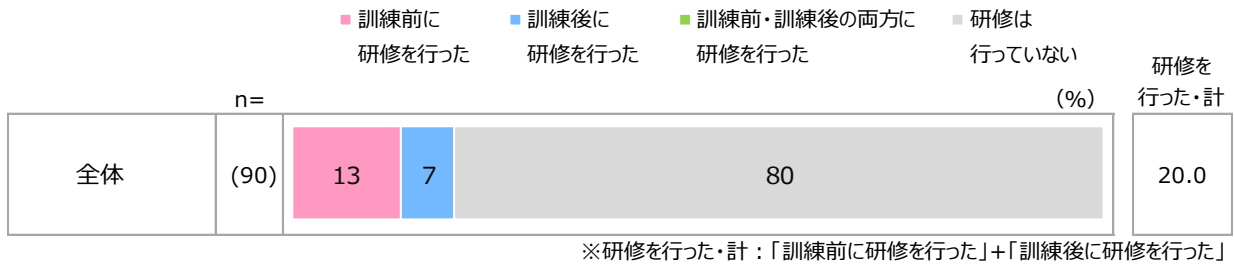 訓練前に 訓練後に 訓練前・訓練後の両方に 研修は
研修を行った 研修を行った 研修を行った 行っていない
研修を
n= (%) 行った・計
全体 (90) 13 7 80 20.0
※研修を行った・計：「訓練前に研修を行った」+「訓練後に研修を行った」